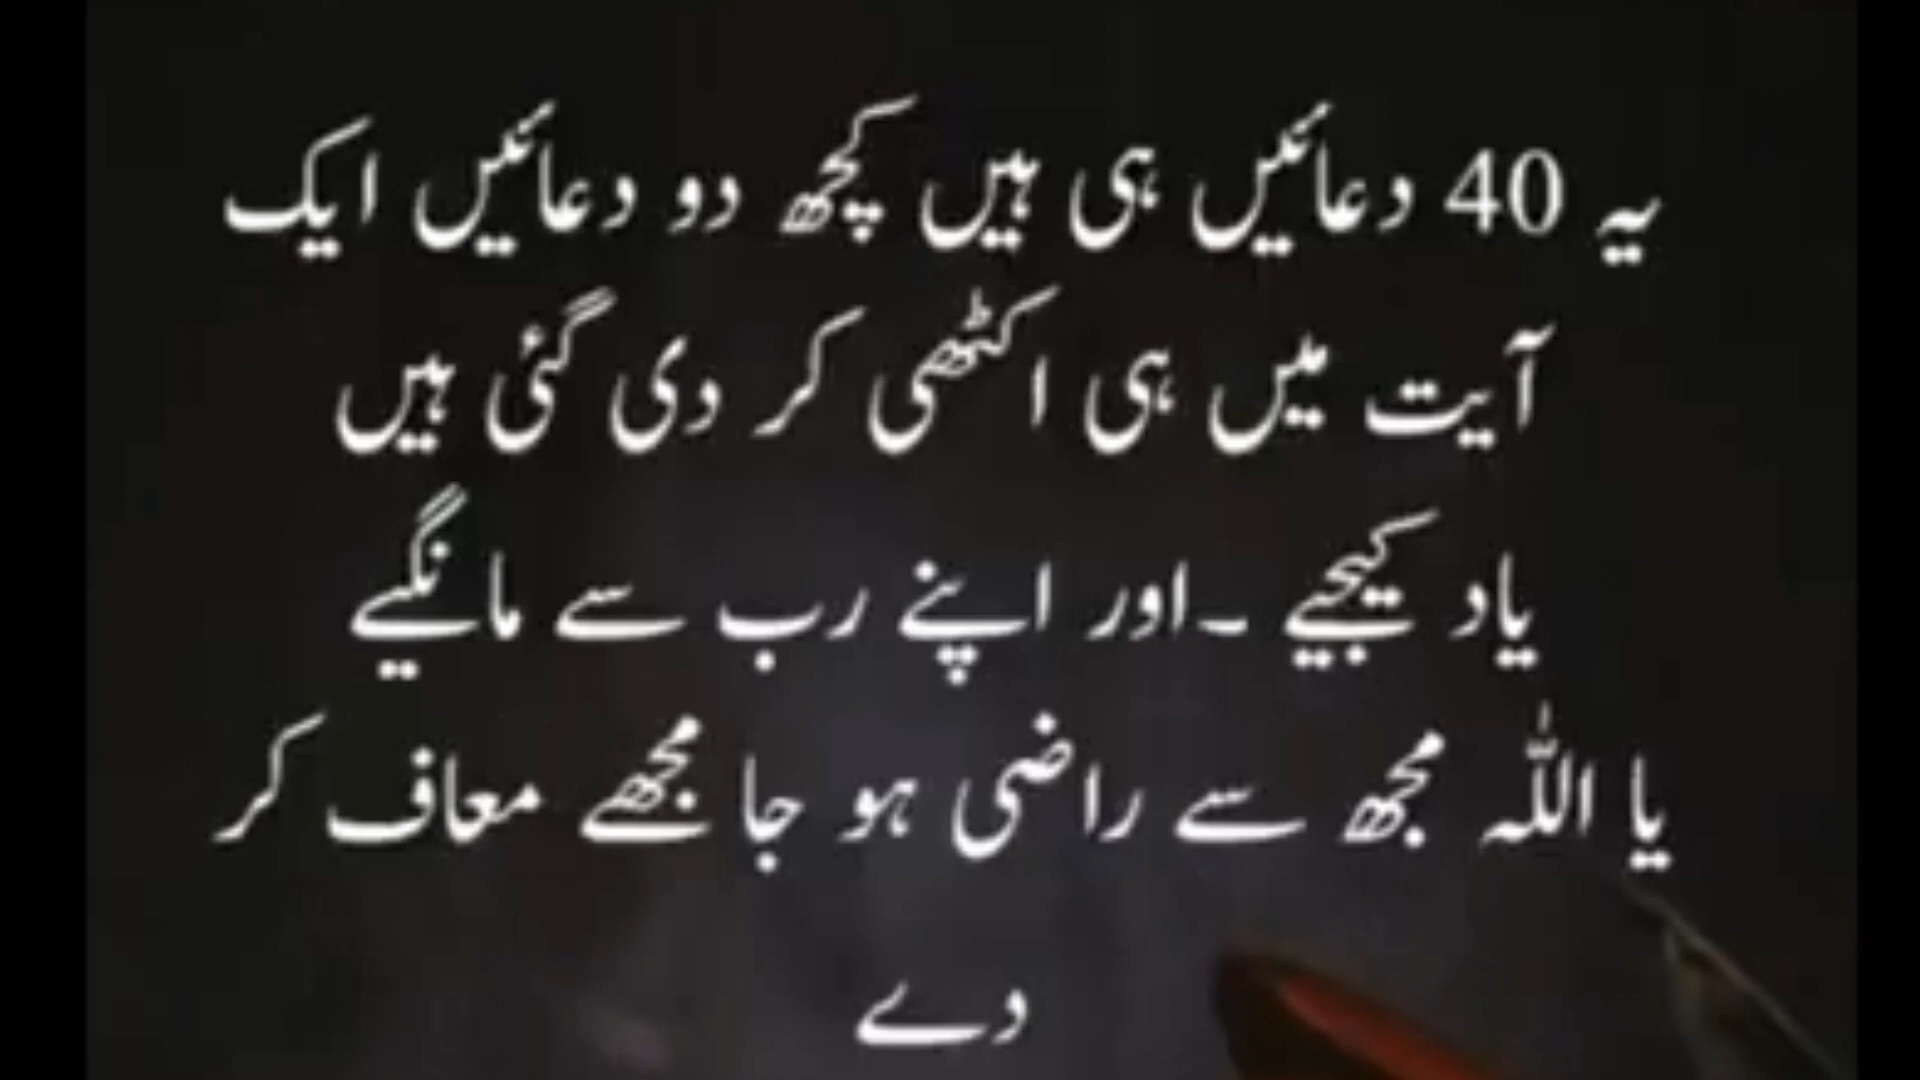 یہ 40 دعائیں ہی ہیں کچھ دو دعائیں ایک
آیت میں ہی اکٹھی کر دی گئی ہیں
یاد کیجیے ۔اور اپنے رب سے مانگیے
یا اللہ مجھ سے راضی ہو جا مجھے معاف کر
دے